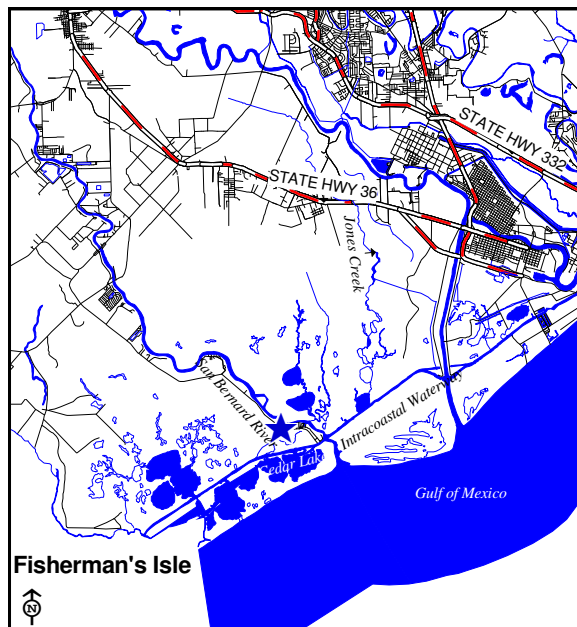 STATE HWY 332
STATE HWY 36
Jones Creek
San Bernard River
Intracoastal Waterway
Cedar Lake
Gulf of Mexico
Fisherman's Isle
N